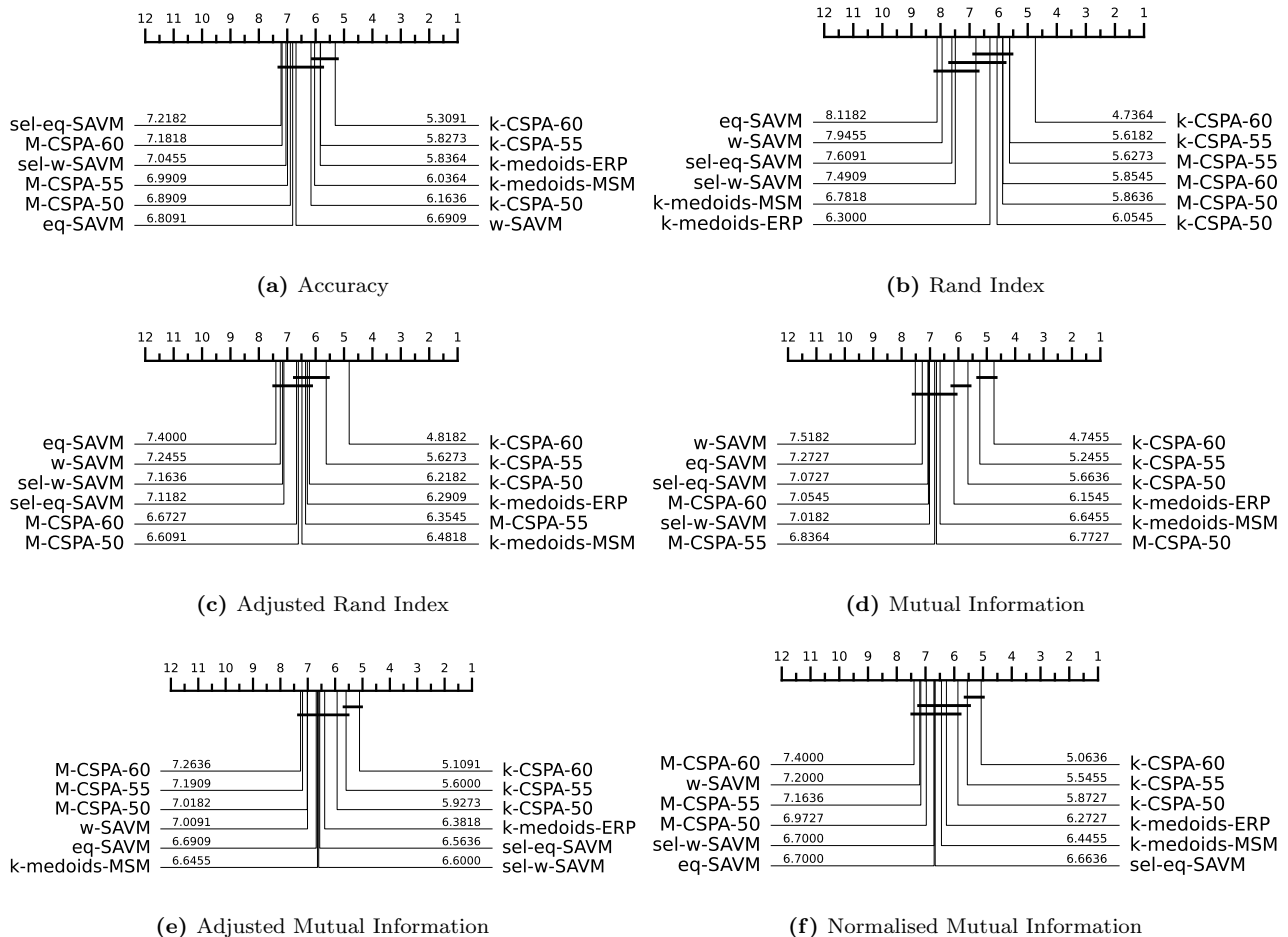 12 11 10 9 8 7 6 5 4 3 2 1
sel-eq-SAVM 7.2182 5.3091 k-CSPA-60
M-CSPA-60 7.1818 5.8273 k-CSPA-55
sel-w-SAVM 7.0455 5.8364 k-medoids-ERP
M-CSPA-55 6.9909 6.0364 k-medoids-MSM
M-CSPA-50 6.8909 6.1636 k-CSPA-50
eq-SAVM 6.8091 6.6909 w-SAVM
(a) Accuracy
12 11 10 9 8 7 6 5 4 3 2 1
eq-SAVM 8.1182 4.7364 k-CSPA-60
w-SAVM 7.9455 5.6182 k-CSPA-55
sel-eq-SAVM 7.6091 5.6273 M-CSPA-55
sel-w-SAVM 7.4909 5.8545 M-CSPA-60
k-medoids-MSM 6.7818 5.8636 M-CSPA-50
k-medoids-ERP 6.3000 6.0545 k-CSPA-50
(b) Rand Index
12 11 10 9 8 7 6 5 4 3 2 1
eq-SAVM 7.4000 4.8182 k-CSPA-60
w-SAVM 7.2455 5.6273 k-CSPA-55
sel-w-SAVM 7.1636 6.2182 k-CSPA-50
sel-eq-SAVM 7.1182 6.2909 k-medoids-ERP
M-CSPA-60 6.6727 6.3545 M-CSPA-55
M-CSPA-50 6.6091 6.4818 k-medoids-MSM
(c) Adjusted Rand Index
12 11 10 9 8 7 6 5 4 3 2 1
w-SAVM 7.5182 4.7455 k-CSPA-60
eq-SAVM 7.2727 5.2455 k-CSPA-55
sel-eq-SAVM 7.0727 5.6636 k-CSPA-50
M-CSPA-60 7.0545 6.1545 k-medoids-ERP
sel-w-SAVM 7.0182 6.6455 k-medoids-MSM
M-CSPA-55 6.8364 6.7727 M-CSPA-50
(d) Mutual Information
12 11 10 9 8 7 6 5 4 3 2 1
M-CSPA-60 7.2636 5.1091 k-CSPA-60
M-CSPA-55 7.1909 5.6000 k-CSPA-55
M-CSPA-50 7.0182 5.9273 k-CSPA-50
w-SAVM 7.0091 6.3818 k-medoids-ERP
eq-SAVM 6.6909 6.5636 sel-eq-SAVM
k-medoids-MSM 6.6455 6.6000 sel-w-SAVM
(e) Adjusted Mutual Information
12 11 10 9 8 7 6 5 4 3 2 1
M-CSPA-60 7.4000 5.0636 k-CSPA-60
w-SAVM 7.2000 5.5455 k-CSPA-55
M-CSPA-55 7.1636 5.8727 k-CSPA-50
M-CSPA-50 6.9727 6.2727 k-medoids-ERP
sel-w-SAVM 6.7000 6.4455 k-medoids-MSM
eq-SAVM 6.7000 6.6636 sel-eq-SAVM
(f) Normalised Mutual Information